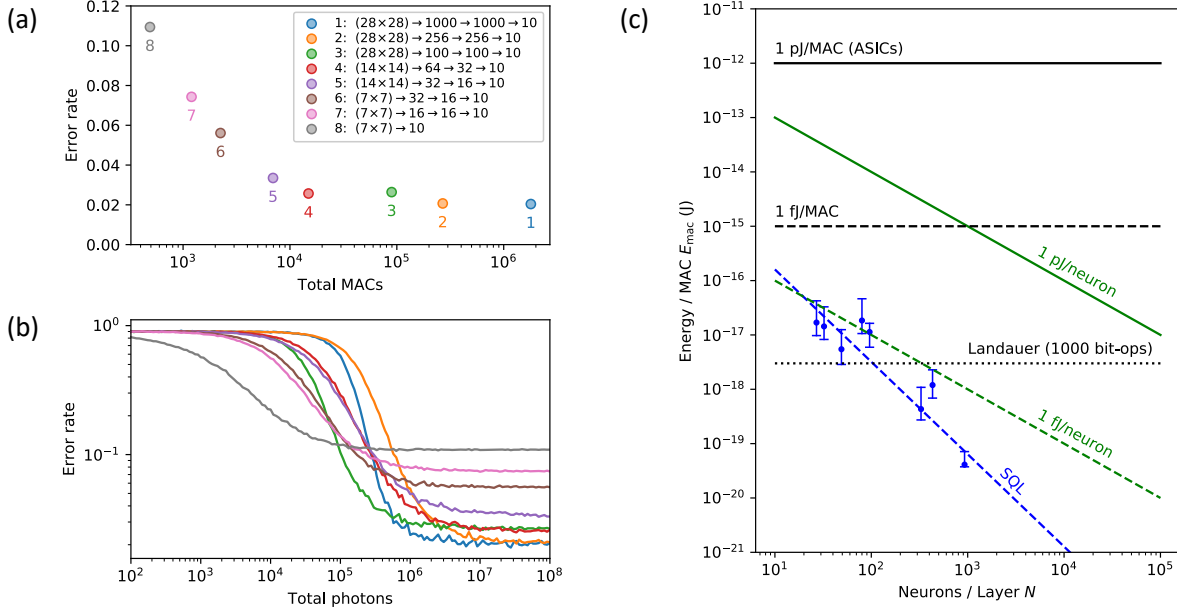 (a)
0.12
0.10
0.08
0.06
0.04
0.02
0.00
Error rate
8
7
6
5
4
3
2
1
1: (28×28)→1000→1000→10
2: (28×28)→256→256→10
3: (28×28)→100→100→10
4: (14×14)→64→32→10
5: (14×14)→32→16→10
6: (7×7)→32→16→10
7: (7×7)→16→16→10
8: (7×7)→10
10³ 10⁴ 10⁵ 10⁶
Total MACs
(b)
10⁰
10⁻¹
Error rate
10² 10³ 10⁴ 10⁵ 10⁶ 10⁷ 10⁸
Total photons
(c)
10⁻¹¹
10⁻¹²
10⁻¹³
10⁻¹⁴
10⁻¹⁵
10⁻¹⁶
10⁻¹⁷
10⁻¹⁸
10⁻¹⁹
10⁻²⁰
10⁻²¹
Energy / MAC E_mac (J)
1 pJ/MAC (ASICs)
1 fJ/MAC
1 pJ/neuron
Landauer (1000 bit-ops)
1 fJ/neuron
SQL
10¹ 10² 10³ 10⁴ 10⁵
Neurons / Layer N